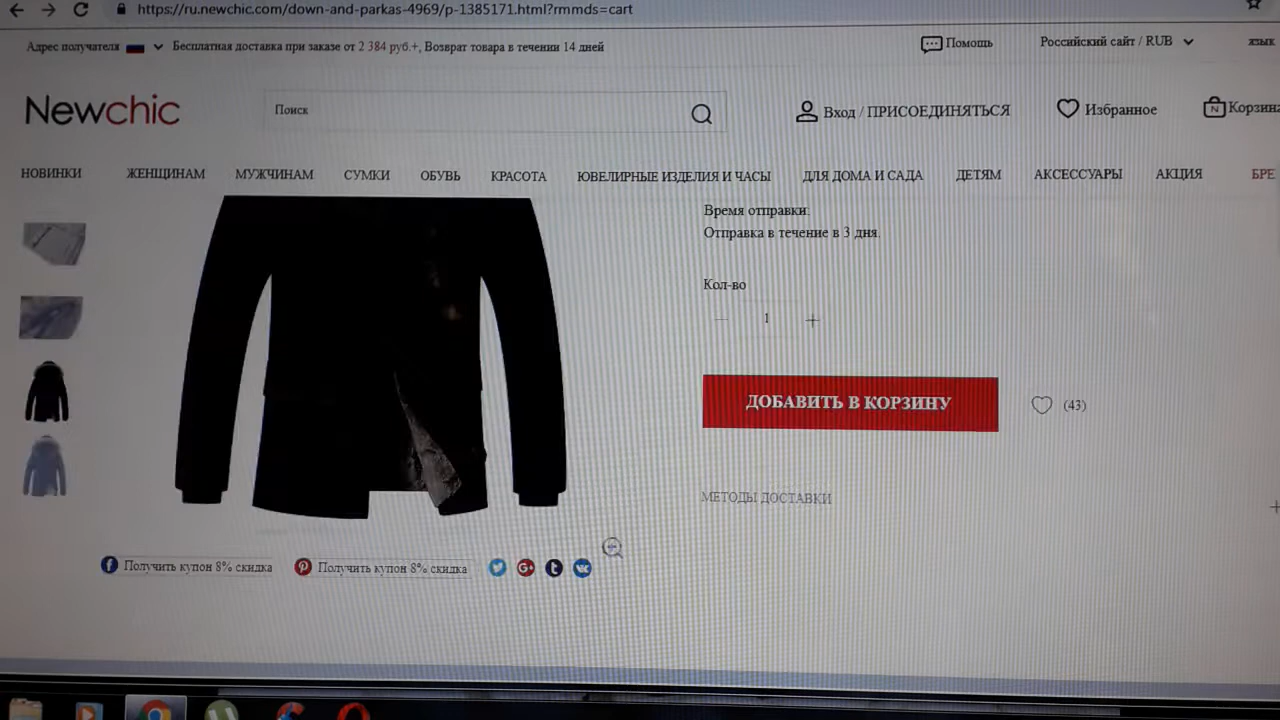 https://ru.newchic.com/down-and-parkas-4969/p-1385171.html?rmmds=cart
Адрес получателя Бесплатная доставка при заказе от 2 384 руб.+, Возврат товара в течении 14 дней Помощь Российский сайт / RUB язык
Newchic Поиск Вход / ПРИСОЕДИНЯТЬСЯ Избранное N Корзина
НОВИНКИ ЖЕНЩИНАМ МУЖЧИНАМ СУМКИ ОБУВЬ КРАСОТА ЮВЕЛИРНЫЕ ИЗДЕЛИЯ И ЧАСЫ ДЛЯ ДОМА И САДА ДЕТЯМ АКСЕССУАРЫ АКЦИЯ БРЕ
Время отправки:
Отправка в течение в 3 дня.
Кол-во
1
ДОБАВИТЬ В КОРЗИНУ (43)
МЕТОДЫ ДОСТАВКИ
Получить купон 8% скидка Получить купон 8% скидка